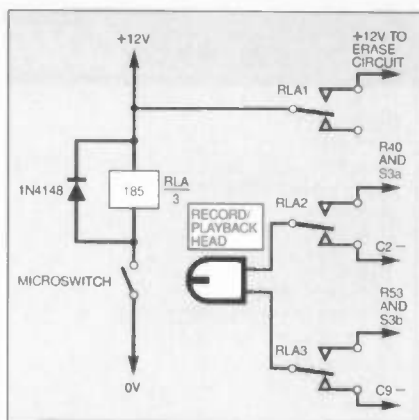 +12V
+12V TO
ERASE
CIRCUIT
RLA1
1N4148
185
RLA
3
R40
AND
S3a
RECORD/
PLAYBACK
HEAD
RLA2
C2−
MICROSWITCH
R53
AND
S3b
RLA3
0V
C9−